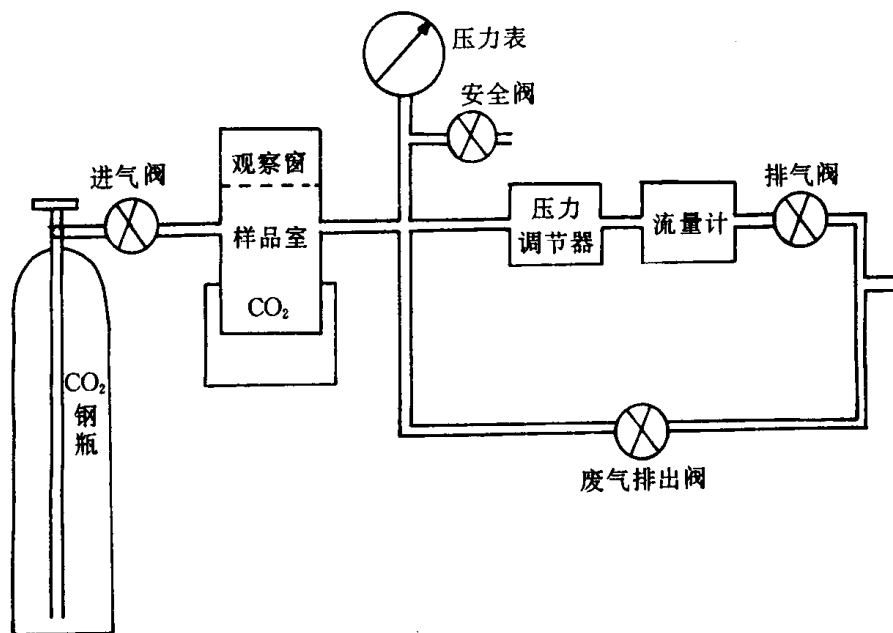 压力表
安全阀
进气阀
观察窗
样品室
CO₂
压力
调节器
流量计
排气阀
CO₂
钢
瓶
废气排出阀